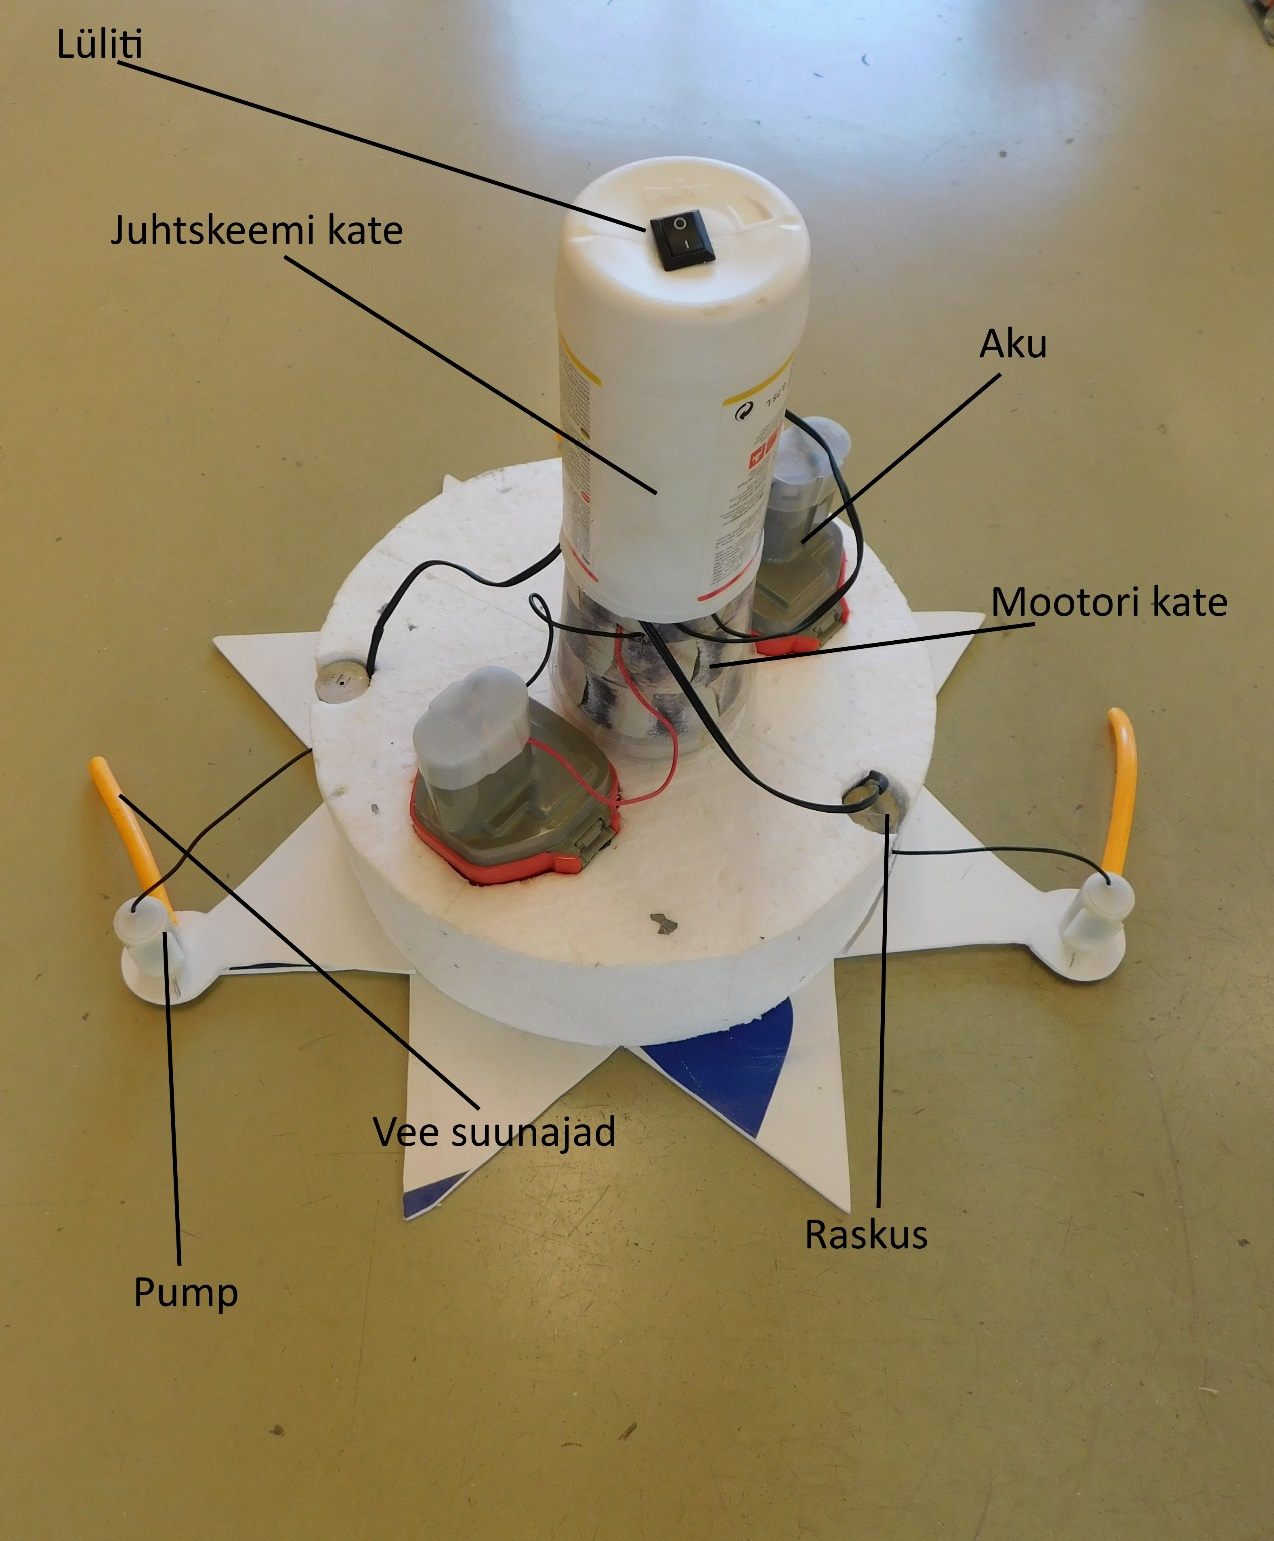 Lüliti
Juhtskeemi kate
Aku
Mootori kate
Vee suunajad
Raskus
Pump